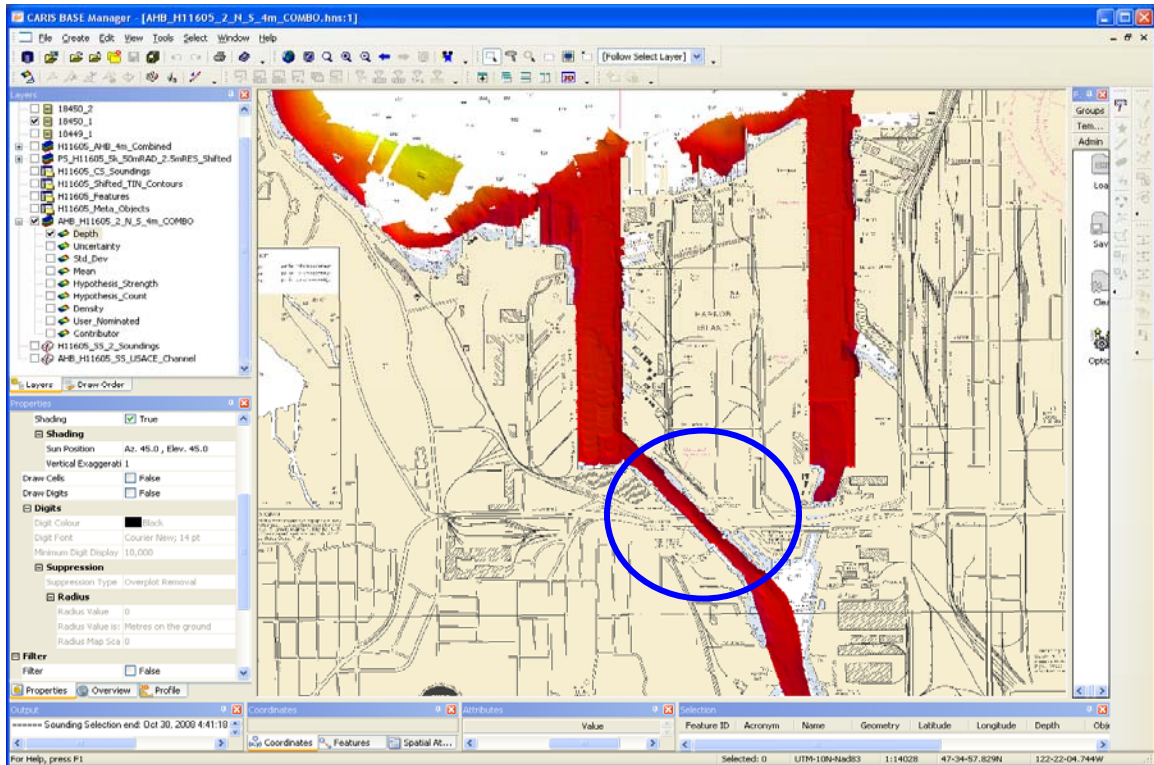 CARIS BASE Manager - [AHB_H11605_2_N_S_4m_COMBO.hns:1]
File Create Edit View Tools Select Window Help
[Follow Select Layer]
Layers
18450_2
18450_1
18449_1
H11605_AHB_4m_Combined
PS_H11605_5k_50mRAD_2.5mRES_Shifted
H11605_CS_Soundings
H11605_Shifted_TIN_Contours
H11605_Features
H11605_Meta_Objects
AHB_H11605_2_N_S_4m_COMBO
Depth
Uncertainty
Std_Dev
Mean
Hypothesis_Strength
Hypothesis_Count
Density
User_Nominated
Contributor
H11605_SS_2_Soundings
AHB_H11605_SS_USACE_Channel
Layers Draw Order
Properties
Shading True
Shading
Sun Position Az. 45.0 , Elev. 45.0
Vertical Exaggerati 1
Draw Cells False
Draw Digits False
Digits
Digit Colour Black
Digit Font Courier New; 14 pt
Minimum Digit Display 10,000
Suppression
Suppression Type Overplot Removal
Radius
Radius Value 0
Radius Value is: Metres on the ground
Radius Map Sca 0
Filter
Filter False
Properties Overview Profile
HARBOR
ISLAND
F..
Groups
Tem...
Admin
Loa
Sav
Clea
Optic
Output
====== Sounding Selection end: Oct 30, 2008 4:41:18
Coordinates
Coordinates Features Spatial At...
Attributes
Value
Selection
Feature ID Acronym Name Geometry Latitude Longitude Depth Obj
For Help, press F1
Selected: 0 UTM-10N-Nad83 1:14028 47-34-57.829N 122-22-04.744W